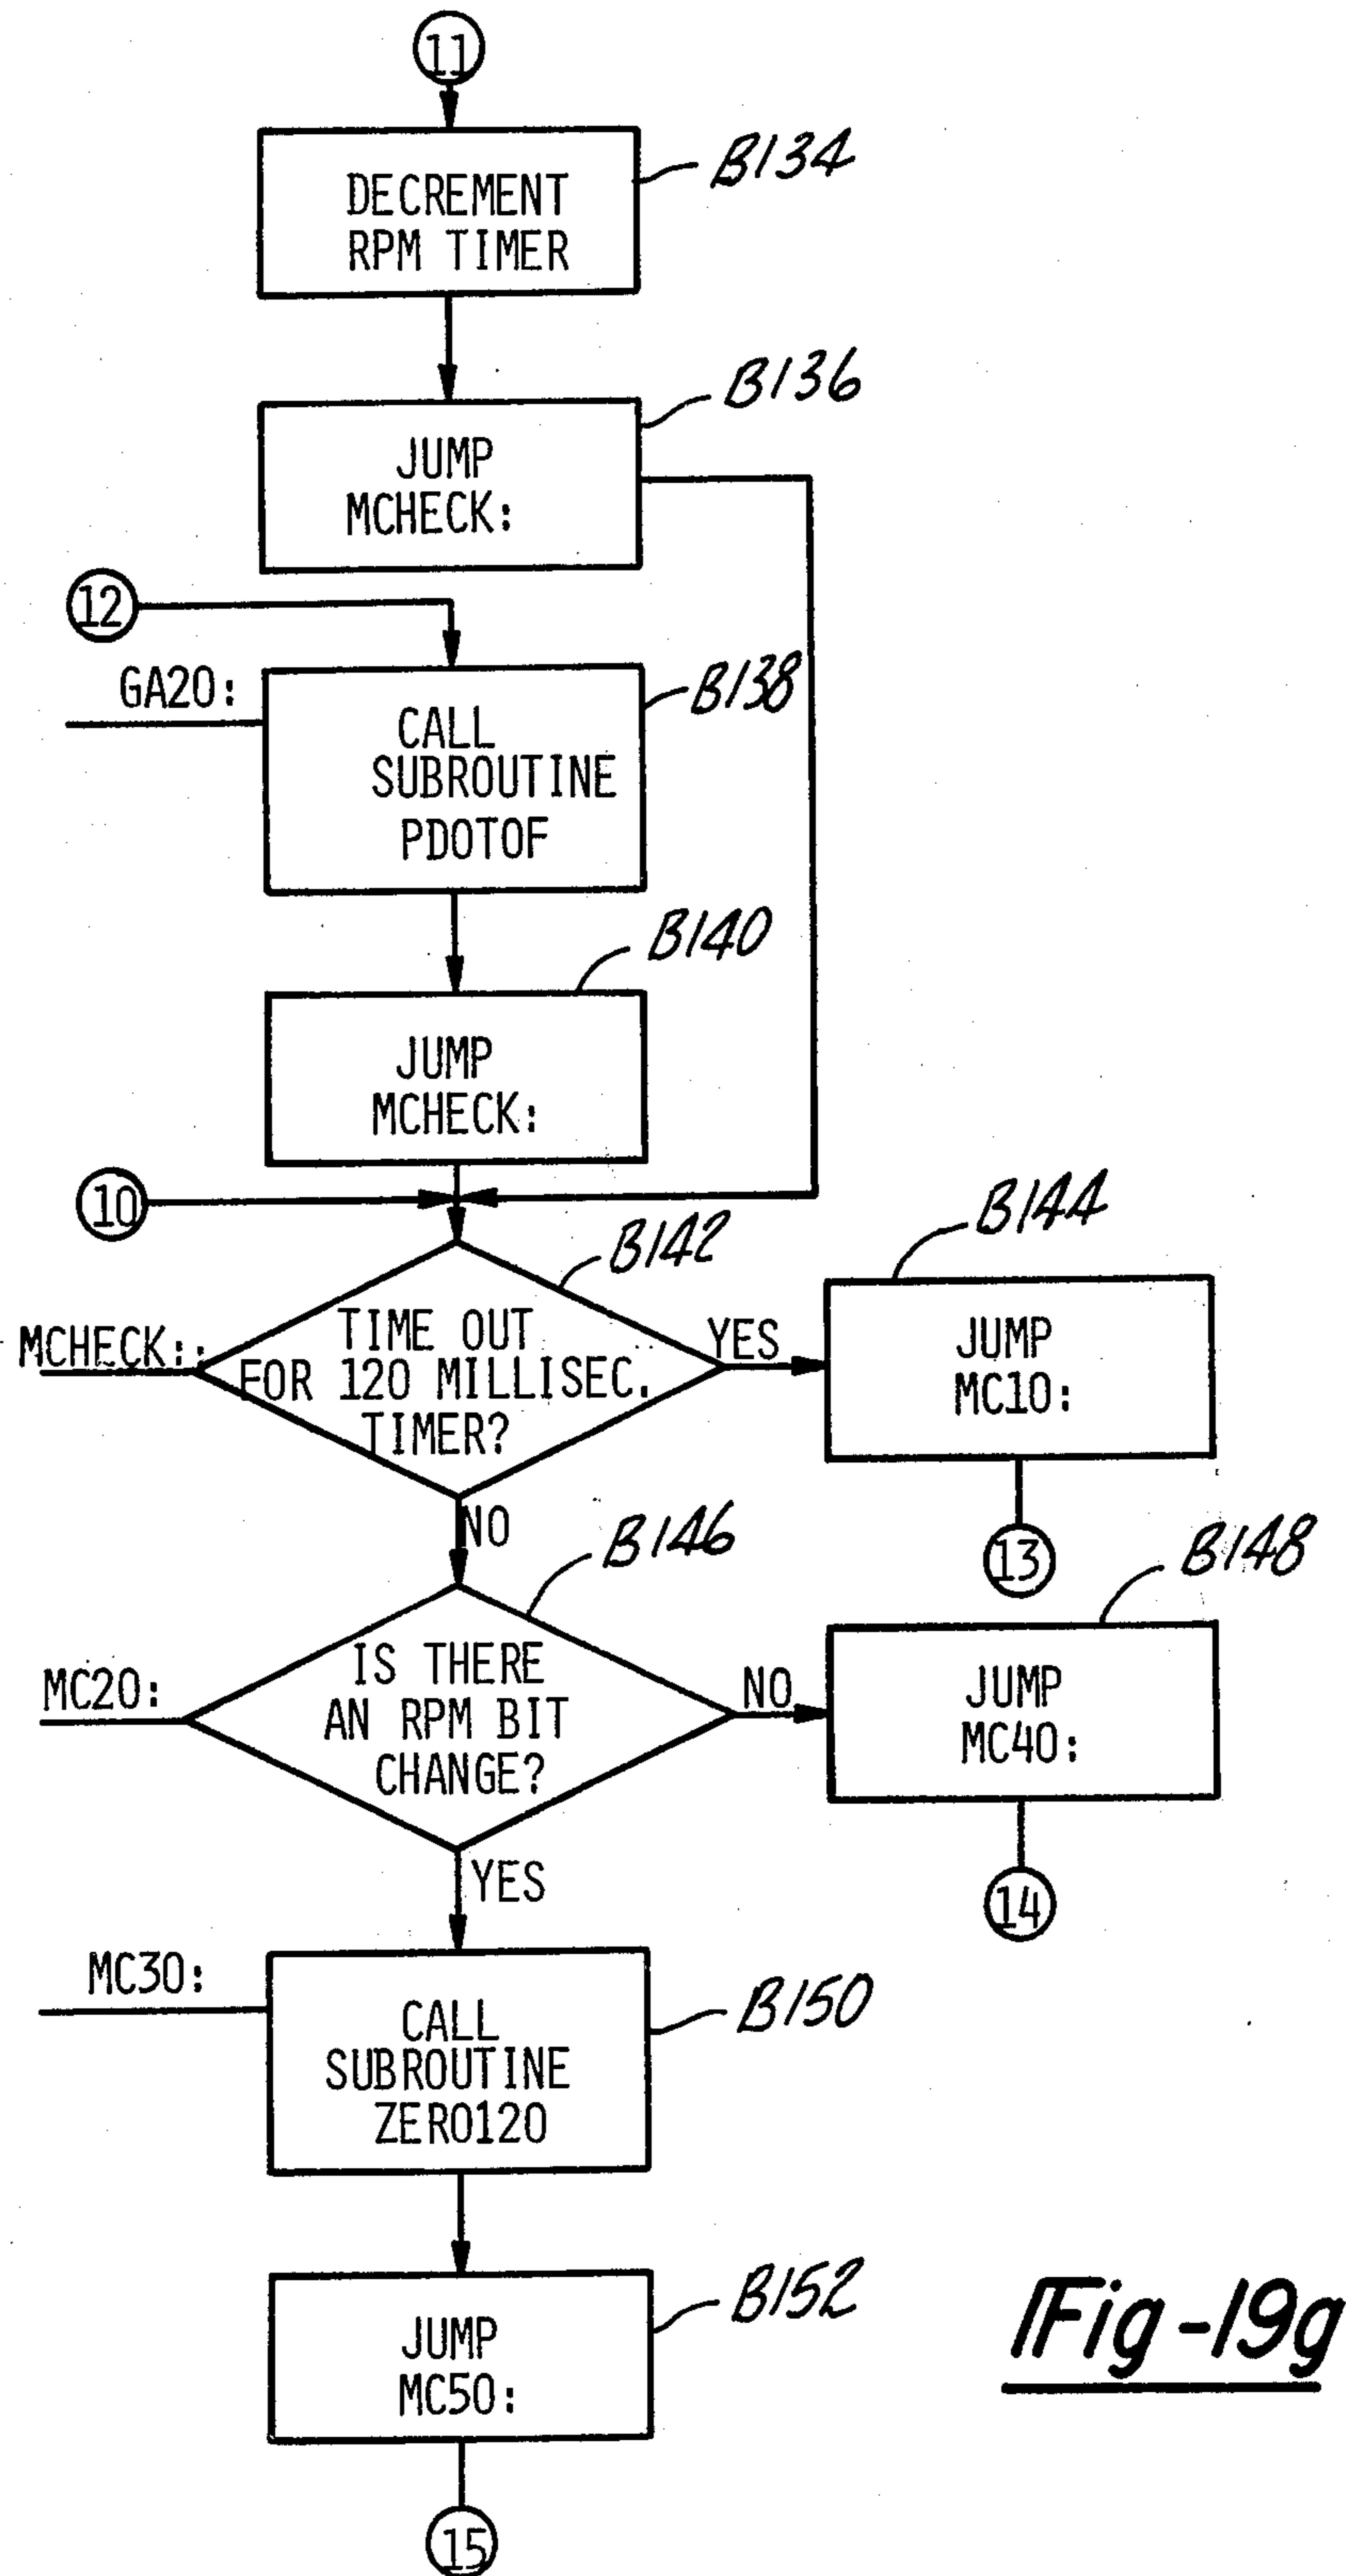 11
DECREMENT
RPM TIMER
B134
JUMP
MCHECK:
B136
12
GA20:
CALL
SUBROUTINE
PDOTOF
B138
JUMP
MCHECK:
B140
10
MCHECK:
TIME OUT
FOR 120 MILLISEC.
TIMER?
B142
YES
JUMP
MC10:
B144
13
NO
MC20:
IS THERE
AN RPM BIT
CHANGE?
B146
NO
JUMP
MC40:
B148
14
YES
MC30:
CALL
SUBROUTINE
ZERO120
B150
JUMP
MC50:
B152
15
Fig-19g